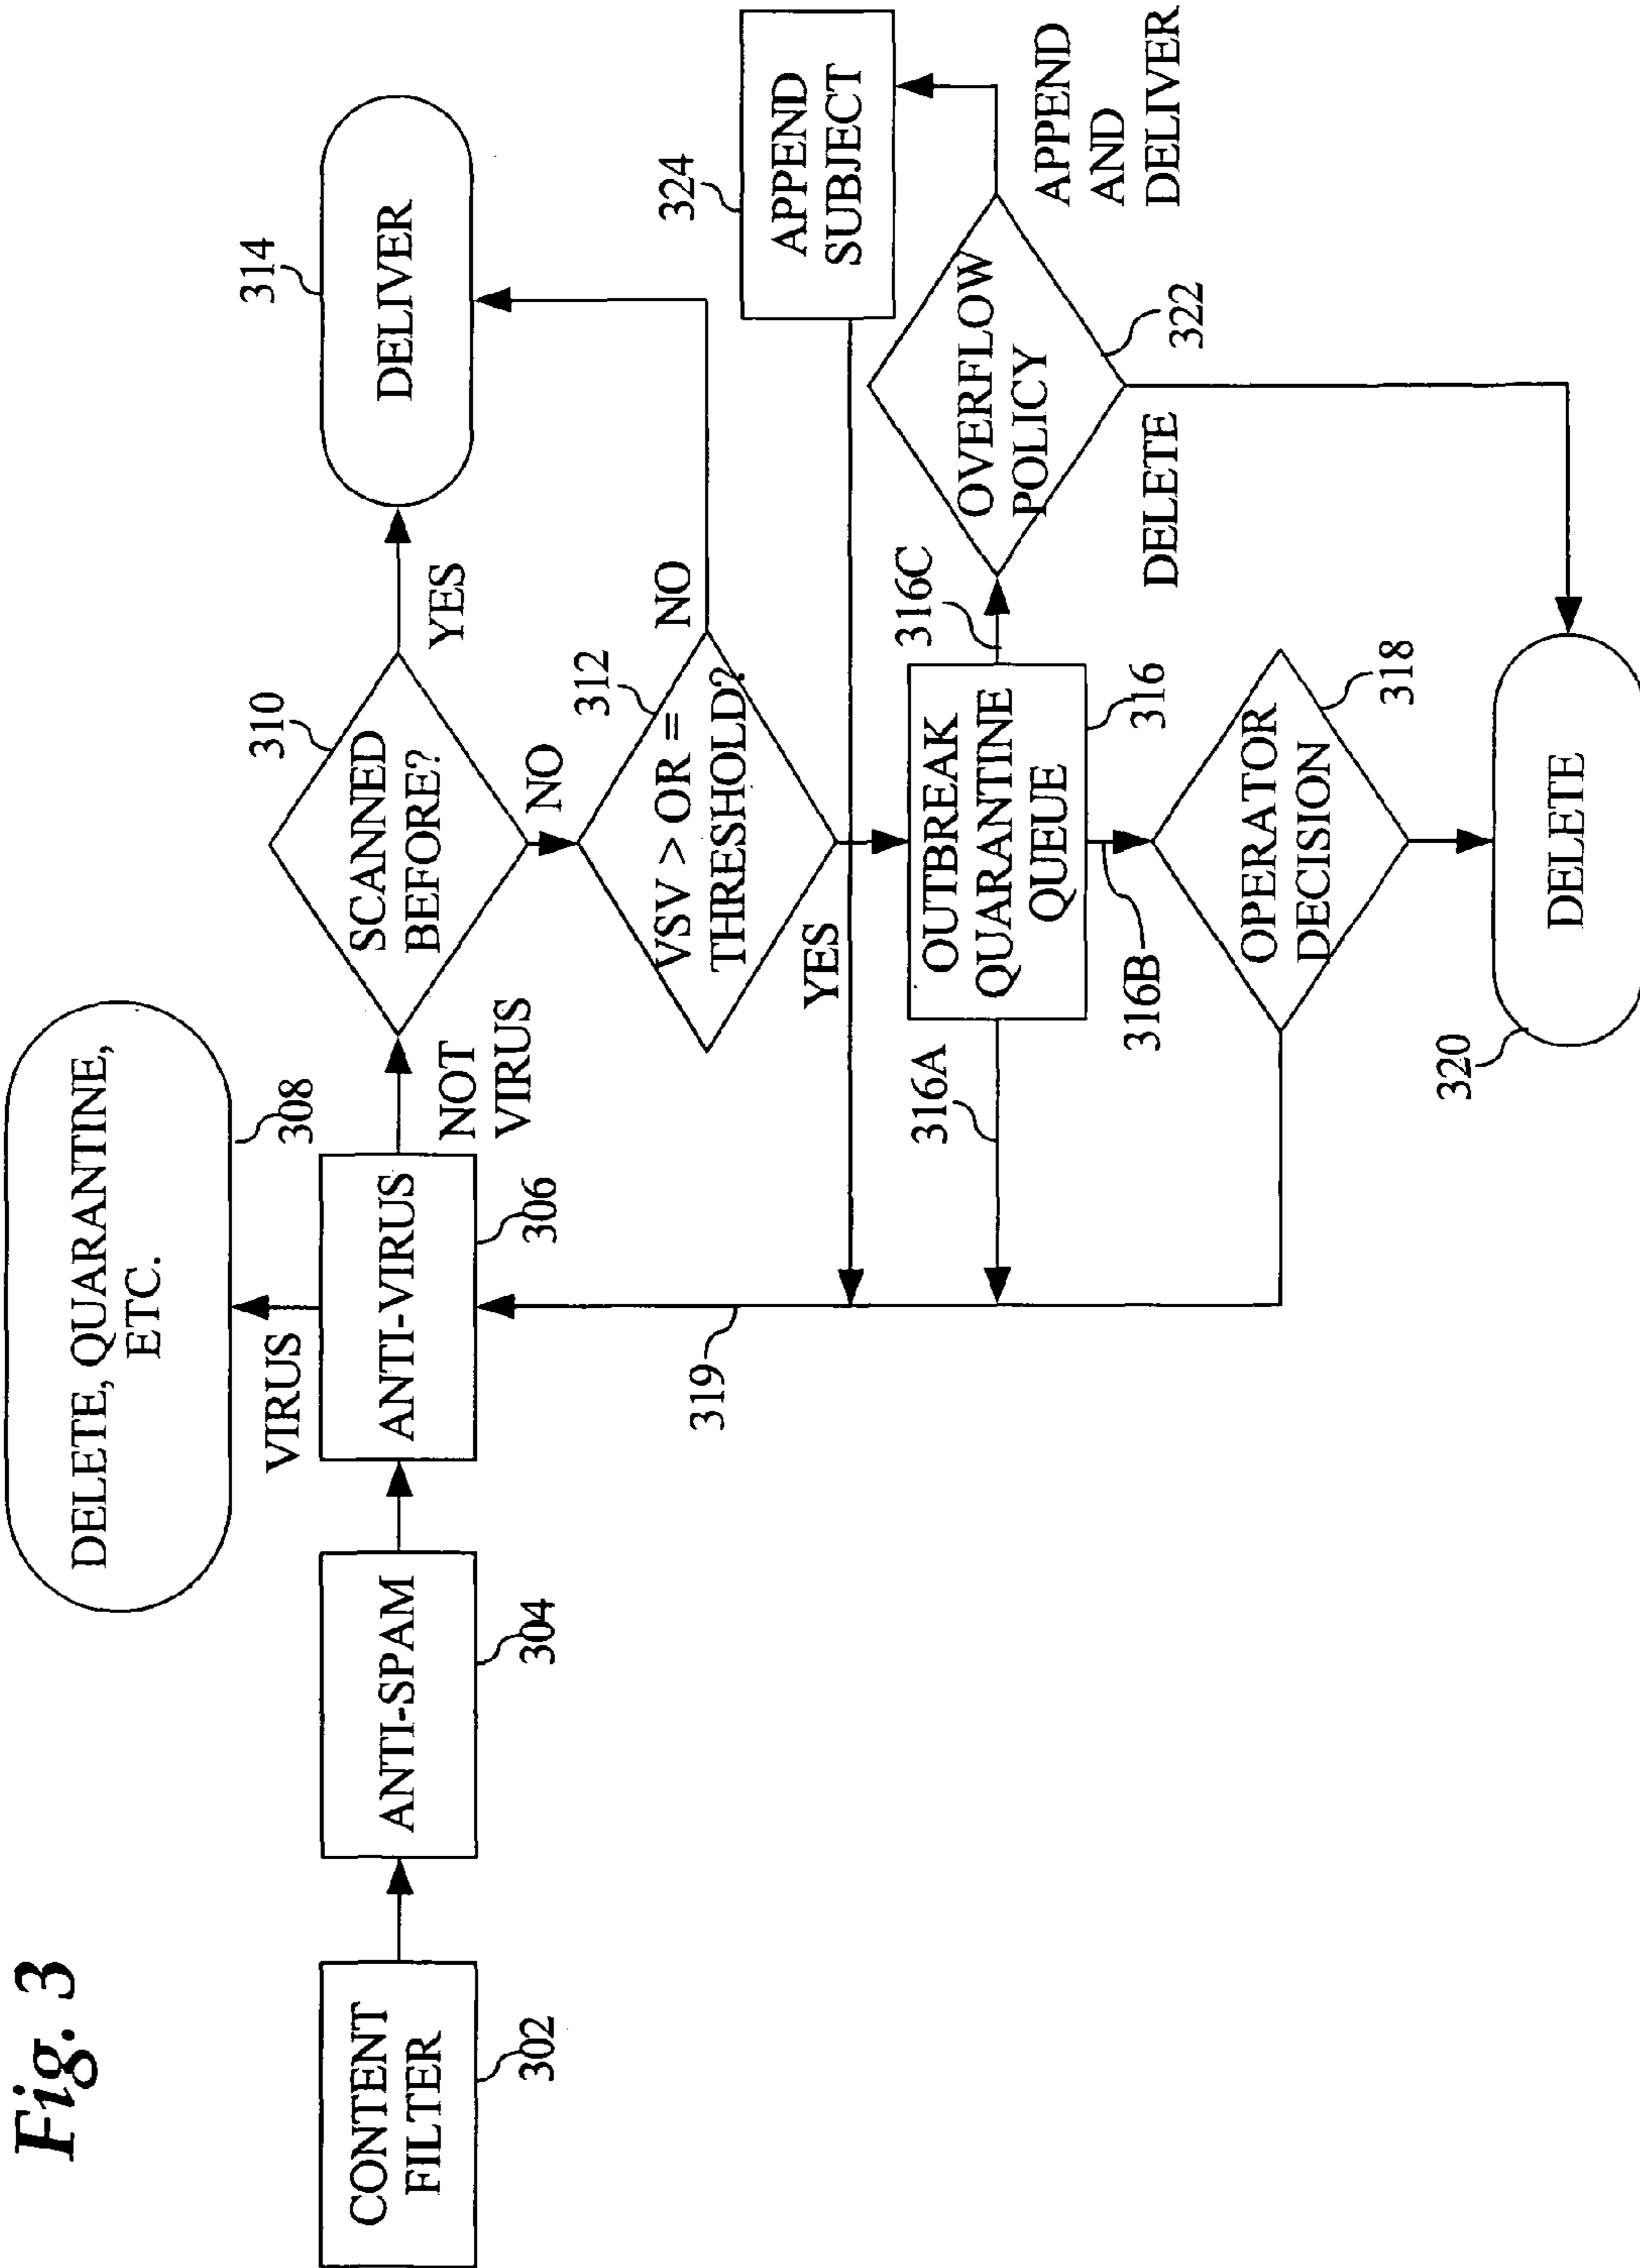 Fig. 3
DELETE, QUARANTINE,
ETC.
308
VIRUS
CONTENT
FILTER
302
ANTI-SPAM
304
ANTI-VIRUS
306
NOT
VIRUS
SCANNED
BEFORE?
310
YES
DELIVER
314
NO
VSV > OR =
THRESHOLD?
312
NO
YES
319
316A
OUTBREAK
QUARANTINE
QUEUE
316
316B
316C
OVERFLOW
POLICY
322
APPEND
SUBJECT
324
APPEND
AND
DELIVER
DELETE
OPERATOR
DECISION
318
DELETE
320